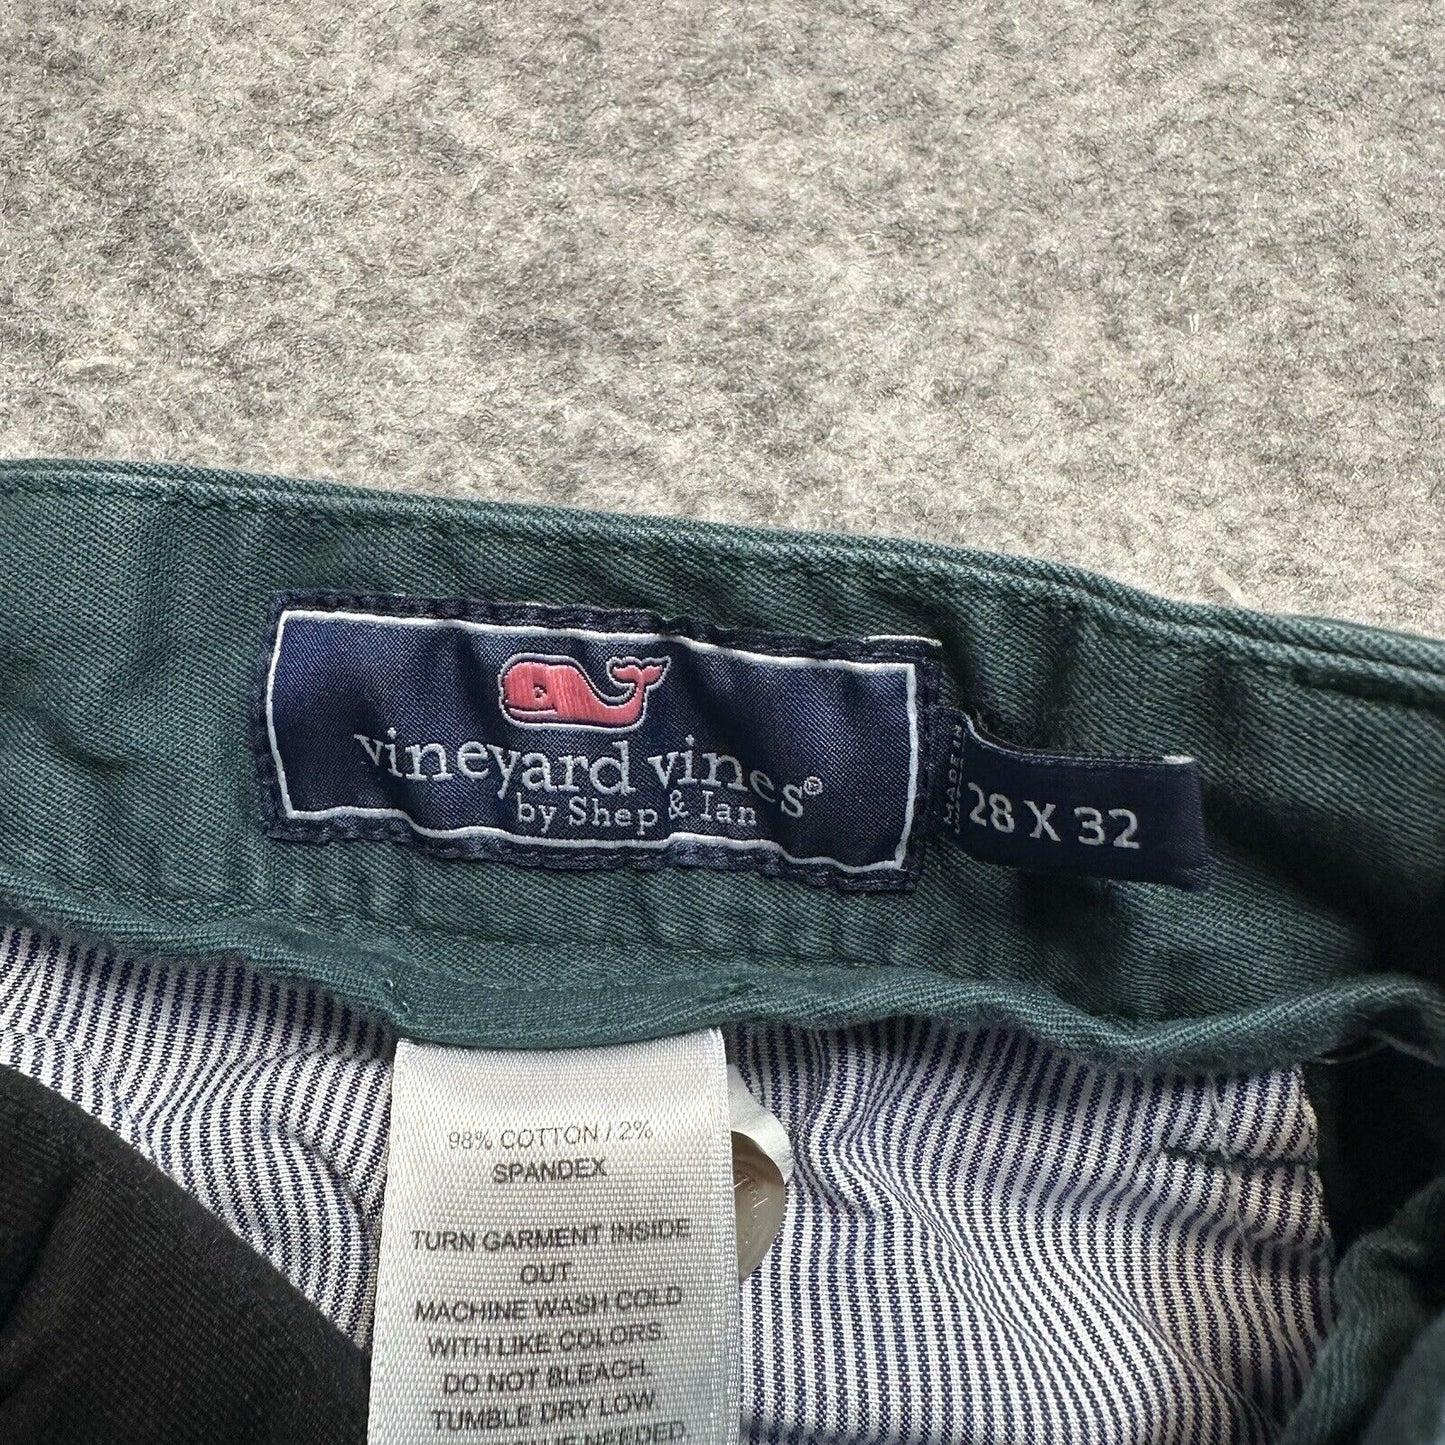 vineyard vines®
by Shep & Ian
MADE IN
28 X 32
98% COTTON / 2%
SPANDEX
TURN GARMENT INSIDE
OUT.
MACHINE WASH COLD
WITH LIKE COLORS.
DO NOT BLEACH.
TUMBLE DRY LOW
NEEDED.